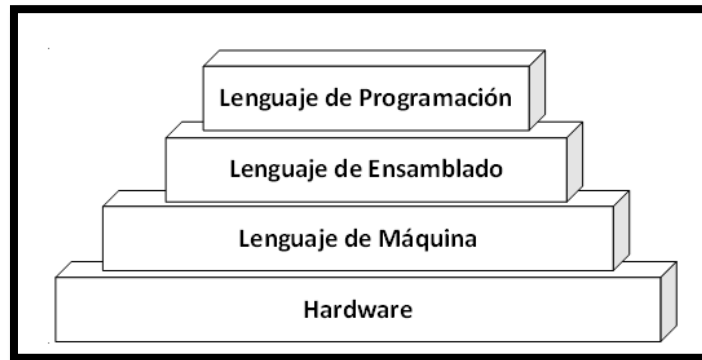 Lenguaje de Programación
Lenguaje de Ensamblado
Lenguaje de Máquina
Hardware